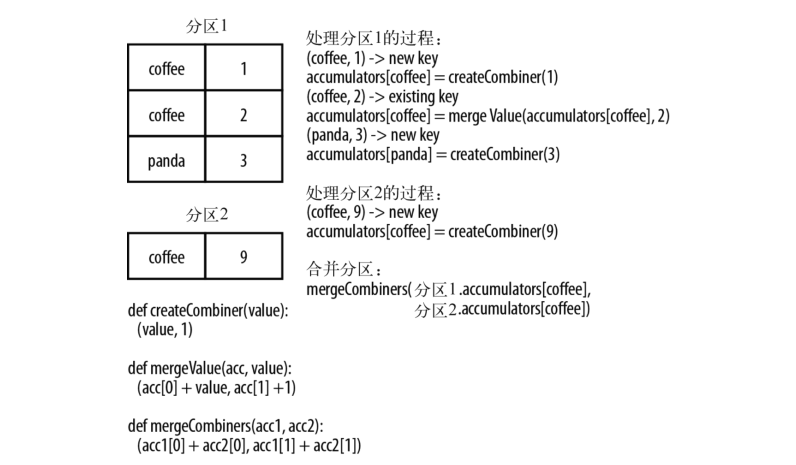 分区1
coffee 1
coffee 2
panda 3
分区2
coffee 9
def createCombiner(value):
(value, 1)
def mergeValue(acc, value):
(acc[0] + value, acc[1] +1)
def mergeCombiners(acc1, acc2):
(acc1[0] + acc2[0], acc1[1] + acc2[1])
处理分区1的过程：
(coffee, 1) -> new key
accumulators[coffee] = createCombiner(1)
(coffee, 2) -> existing key
accumulators[coffee] = merge Value(accumulators[coffee], 2)
(panda, 3) -> new key
accumulators[panda] = createCombiner(3)
处理分区2的过程：
(coffee, 9) -> new key
accumulators[coffee] = createCombiner(9)
合并分区：
mergeCombiners( 分区1.accumulators[coffee],
分区2.accumulators[coffee])